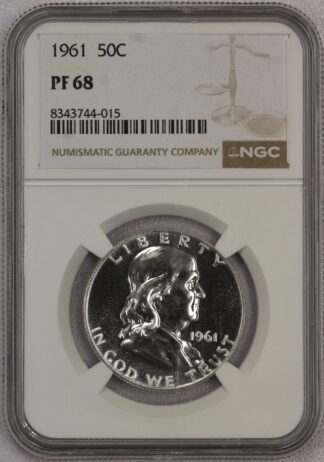 1961 50C
PF 68
8343744-015
NUMISMATIC GUARANTY COMPANY NGC
LIBERTY
1961
IN GOD WE TRUST